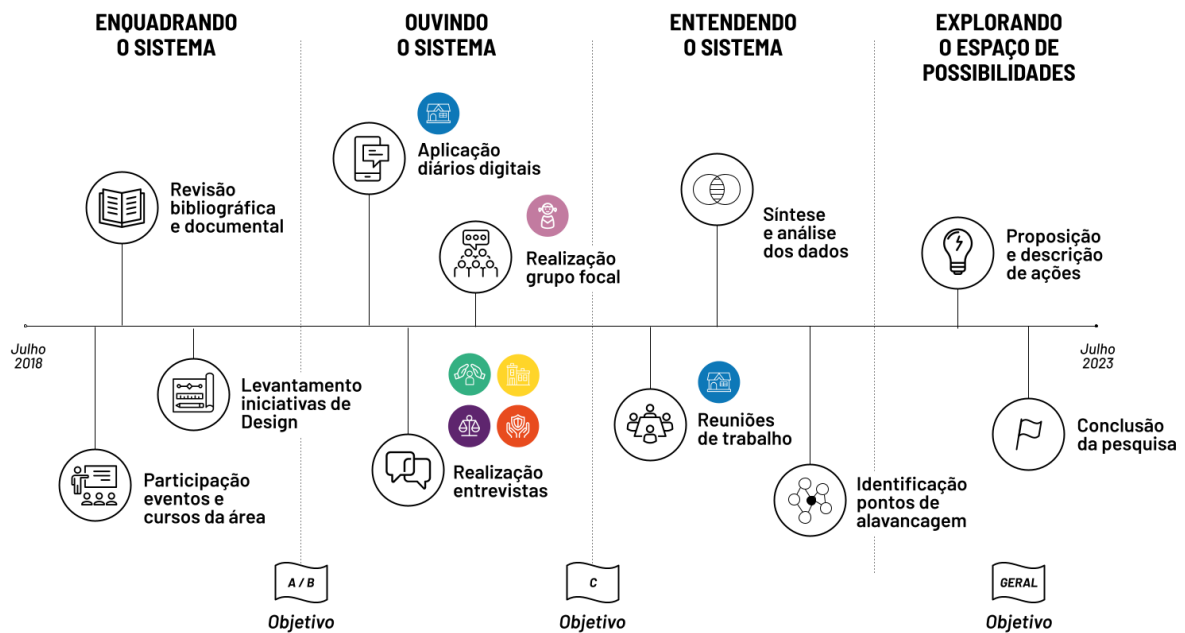 ENQUADRANDO
O SISTEMA
OUVINDO
O SISTEMA
ENTENDENDO
O SISTEMA
EXPLORANDO
O ESPAÇO DE
POSSIBILIDADES
Revisão
bibliográfica
e documental
Aplicação
diários digitais
Realização
grupo focal
Síntese
e análise
dos dados
Proposição
e descrição
de ações
Julho
2018
Julho
2023
Levantamento
iniciativas de
Design
Participação
eventos e
cursos da área
Realização
entrevistas
Reuniões
de trabalho
Identificação
pontos de
alavancagem
Conclusão
da pesquisa
A / B
Objetivo
C
Objetivo
GERAL
Objetivo